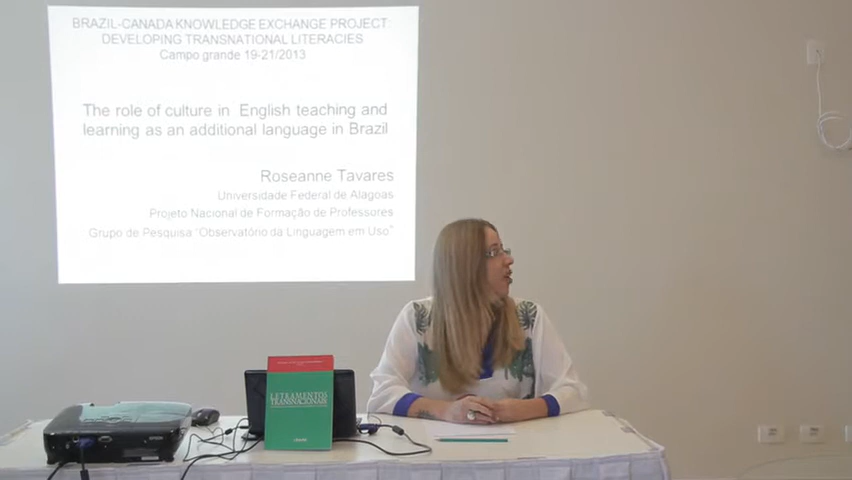 BRAZIL-CANADA KNOWLEDGE EXCHANGE PROJECT:
DEVELOPING TRANSNATIONAL LITERACIES
Campo grande 19-21/2013
The role of culture in English teaching and
learning as an additional language in Brazil
Roseanne Tavares
Universidade Federal de Alagoas
Projeto Nacional de Formação de Professores
Grupo de Pesquisa "Observatório da Linguagem em Uso"
LETRAMENTOS
TRANSNACIONAIS
EPSON